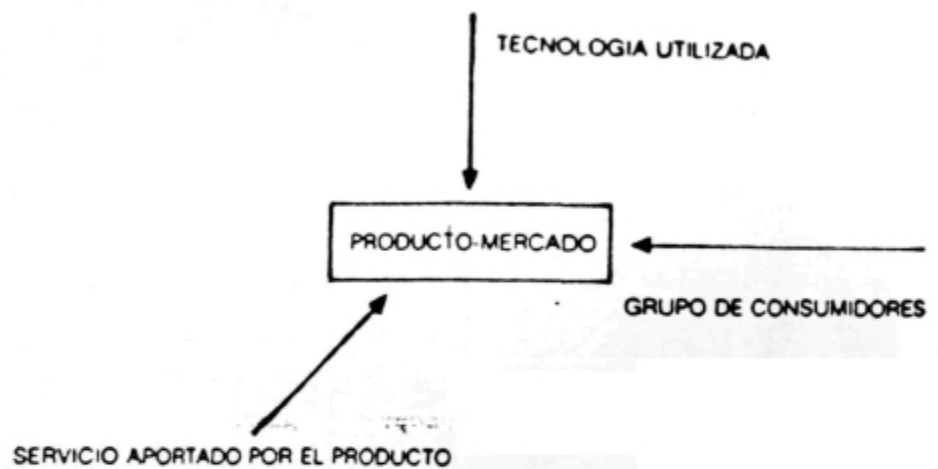 TECNOLOGIA UTILIZADA
PRODUCTO-MERCADO
GRUPO DE CONSUMIDORES
SERVICIO APORTADO POR EL PRODUCTO